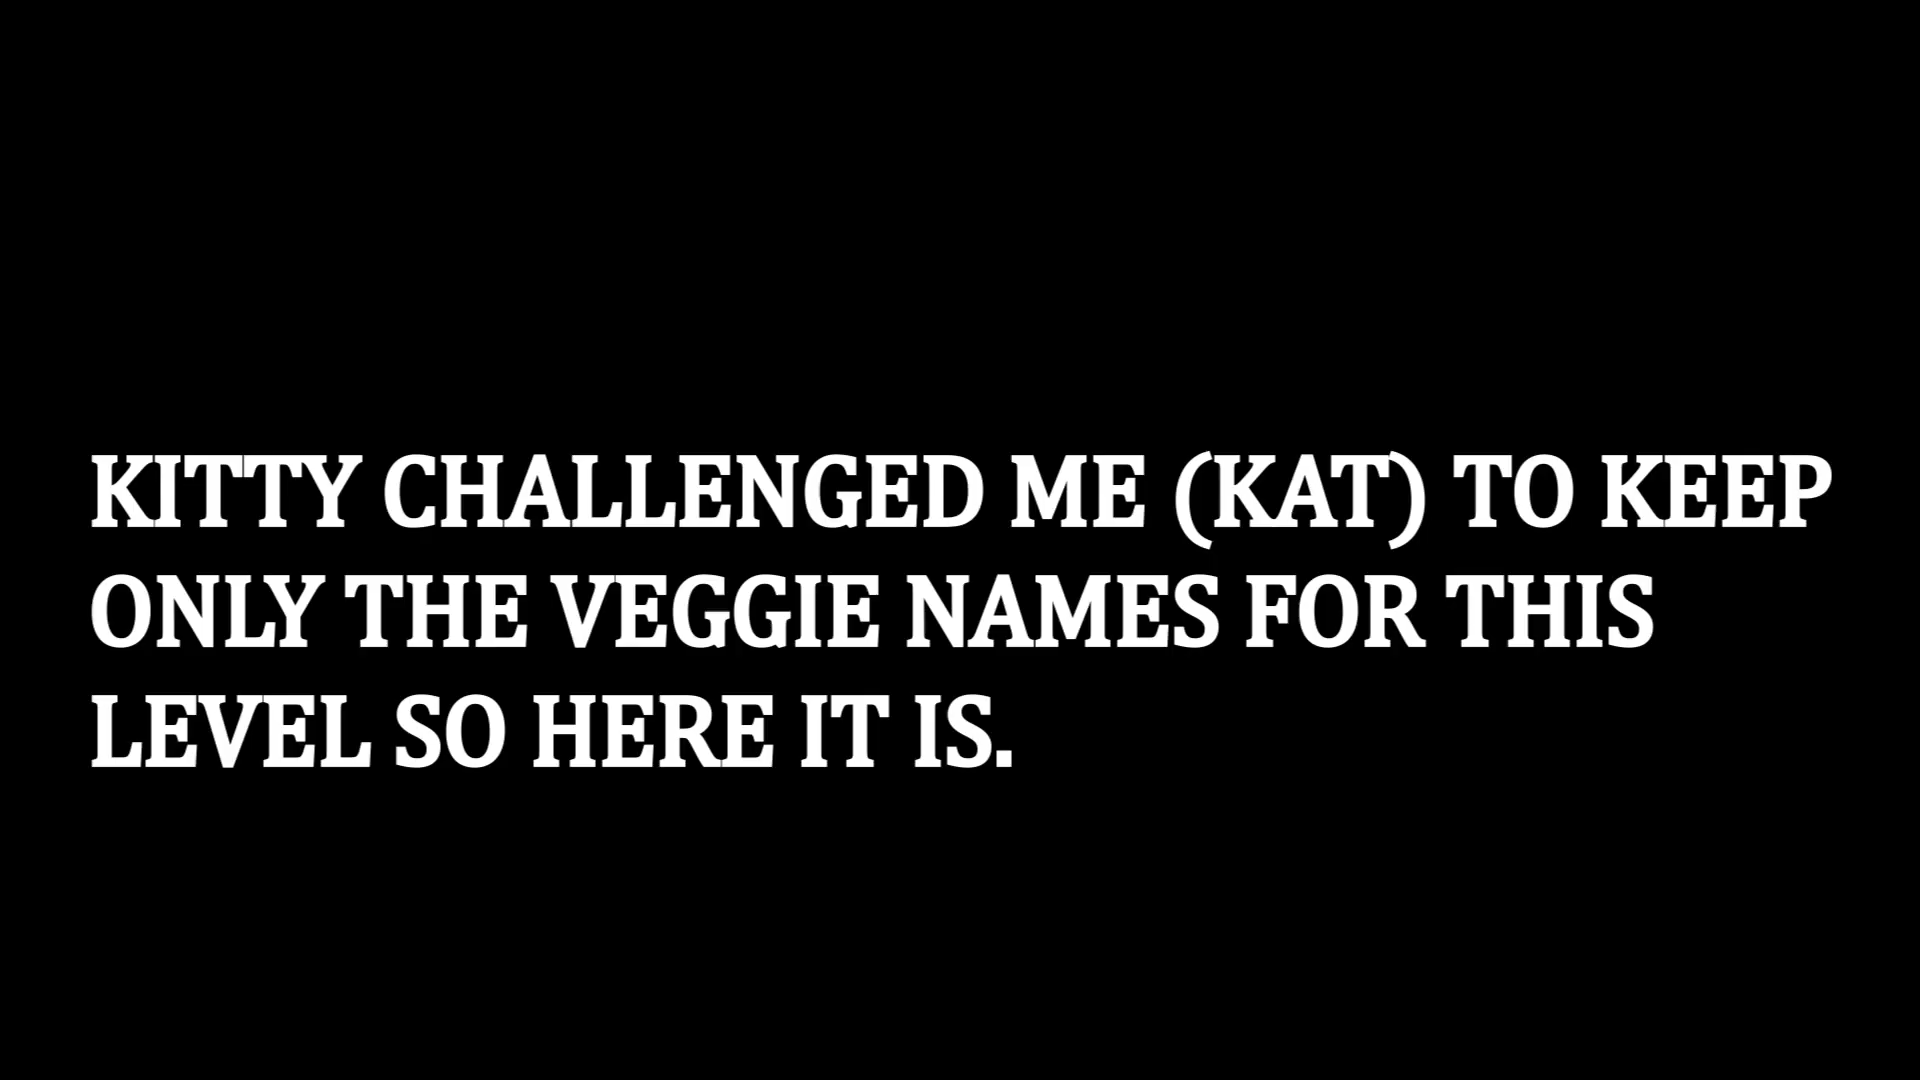 KITTY CHALLENGED ME (KAT) TO KEEP
ONLY THE VEGGIE NAMES FOR THIS
LEVEL SO HERE IT IS.